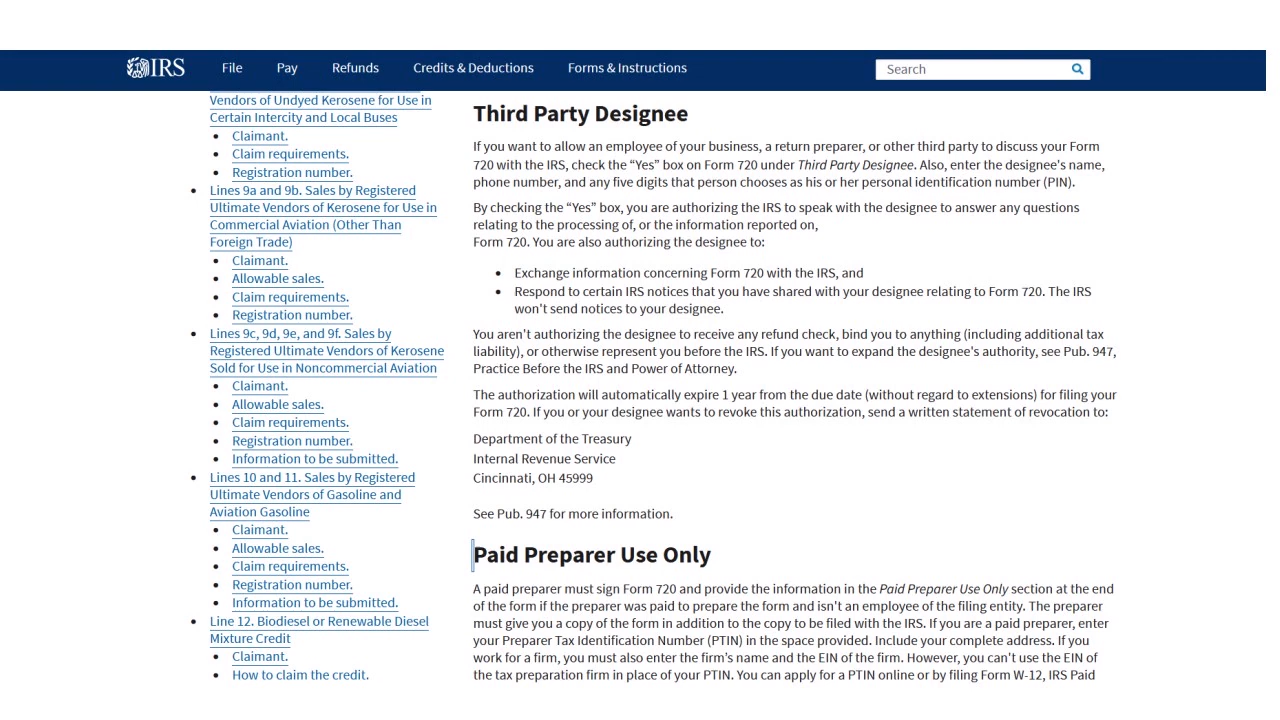 IRS File Pay Refunds Credits & Deductions Forms & Instructions Search
Vendors of Undyed Kerosene for Use in
Certain Intercity and Local Buses
• Claimant.
• Claim requirements.
• Registration number.
• Lines 9a and 9b. Sales by Registered
Ultimate Vendors of Kerosene for Use in
Commercial Aviation (Other Than
Foreign Trade)
• Claimant.
• Allowable sales.
• Claim requirements.
• Registration number.
• Lines 9c, 9d, 9e, and 9f. Sales by
Registered Ultimate Vendors of Kerosene
Sold for Use in Noncommercial Aviation
• Claimant.
• Allowable sales.
• Claim requirements.
• Registration number.
• Information to be submitted.
• Lines 10 and 11. Sales by Registered
Ultimate Vendors of Gasoline and
Aviation Gasoline
• Claimant.
• Allowable sales.
• Claim requirements.
• Registration number.
• Information to be submitted.
• Line 12. Biodiesel or Renewable Diesel
Mixture Credit
• Claimant.
• How to claim the credit.
Third Party Designee
If you want to allow an employee of your business, a return preparer, or other third party to discuss your Form
720 with the IRS, check the “Yes” box on Form 720 under Third Party Designee. Also, enter the designee's name,
phone number, and any five digits that person chooses as his or her personal identification number (PIN).
By checking the “Yes” box, you are authorizing the IRS to speak with the designee to answer any questions
relating to the processing of, or the information reported on,
Form 720. You are also authorizing the designee to:
• Exchange information concerning Form 720 with the IRS, and
• Respond to certain IRS notices that you have shared with your designee relating to Form 720. The IRS
won't send notices to your designee.
You aren't authorizing the designee to receive any refund check, bind you to anything (including additional tax
liability), or otherwise represent you before the IRS. If you want to expand the designee's authority, see Pub. 947,
Practice Before the IRS and Power of Attorney.
The authorization will automatically expire 1 year from the due date (without regard to extensions) for filing your
Form 720. If you or your designee wants to revoke this authorization, send a written statement of revocation to:
Department of the Treasury
Internal Revenue Service
Cincinnati, OH 45999
See Pub. 947 for more information.
Paid Preparer Use Only
A paid preparer must sign Form 720 and provide the information in the Paid Preparer Use Only section at the end
of the form if the preparer was paid to prepare the form and isn't an employee of the filing entity. The preparer
must give you a copy of the form in addition to the copy to be filed with the IRS. If you are a paid preparer, enter
your Preparer Tax Identification Number (PTIN) in the space provided. Include your complete address. If you
work for a firm, you must also enter the firm’s name and the EIN of the firm. However, you can't use the EIN of
the tax preparation firm in place of your PTIN. You can apply for a PTIN online or by filing Form W-12, IRS Paid